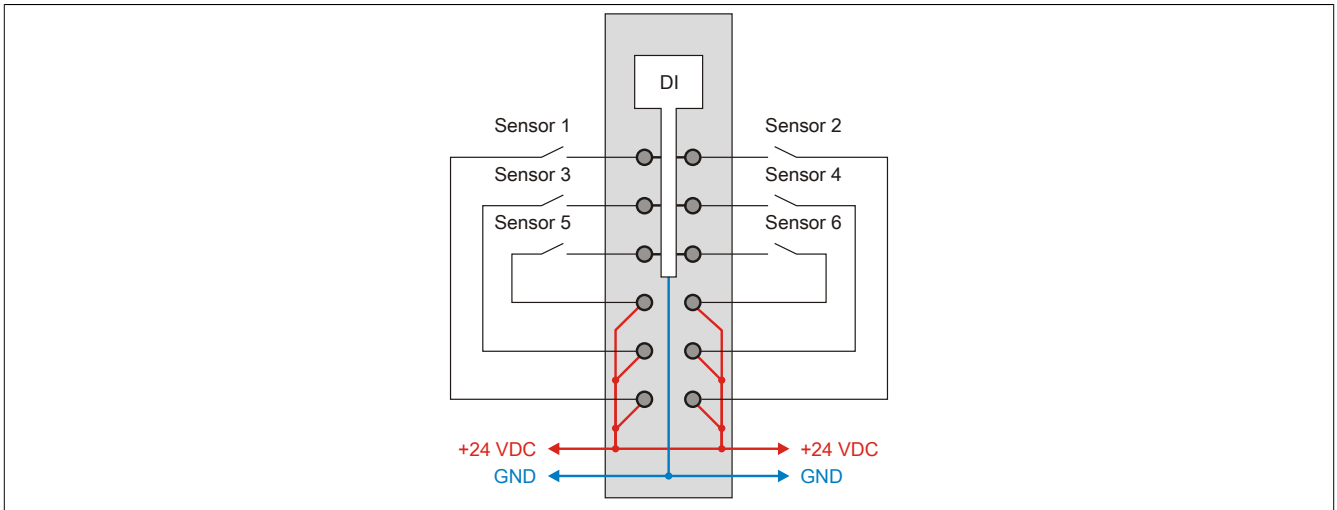 DI
Sensor 1 Sensor 2
Sensor 3 Sensor 4
Sensor 5 Sensor 6
+24 VDC +24 VDC
GND GND